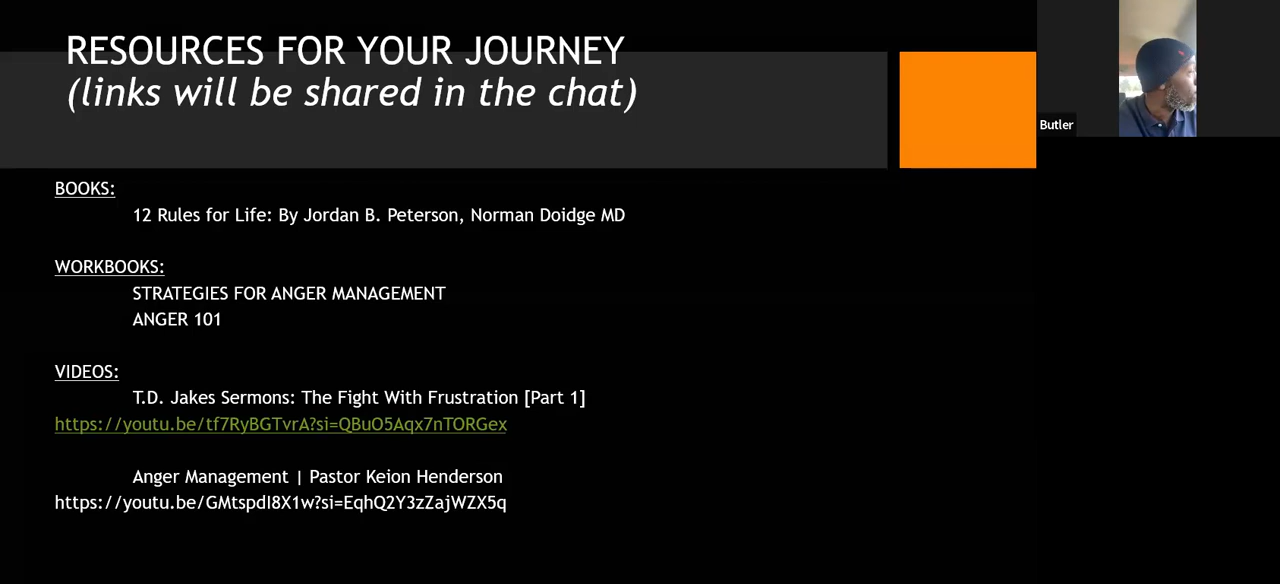 RESOURCES FOR YOUR JOURNEY
(links will be shared in the chat)
Butler
BOOKS:
12 Rules for Life: By Jordan B. Peterson, Norman Doidge MD
WORKBOOKS:
STRATEGIES FOR ANGER MANAGEMENT
ANGER 101
VIDEOS:
T.D. Jakes Sermons: The Fight With Frustration [Part 1]
https://youtu.be/tf7RyBGTvrA?si=QBuO5Aqx7nTORGex
Anger Management | Pastor Keion Henderson
https://youtu.be/GMtspdI8X1w?si=EqhQ2Y3zZajWZX5q